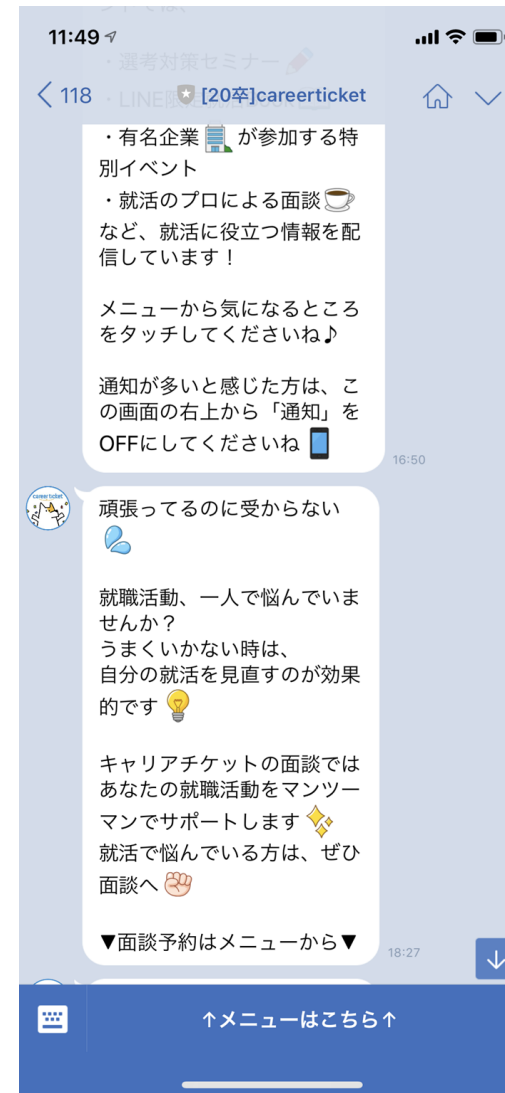 11:49
・選考対策セミナー
118
[20卒]careerticket
・有名企業🏢が参加する特
別イベント
・就活のプロによる面談☕
など、就活に役立つ情報を配
信しています！
メニューから気になるところ
をタッチしてくださいね♪
通知が多いと感じた方は、こ
の画面の右上から「通知」を
OFFにしてくださいね📱
16:50
career ticket
頑張ってるのに受からない
💦
就職活動、一人で悩んでいま
せんか？
うまくいかない時は、
自分の就活を見直すのが効果
的です💡
キャリアチケットの面談では
あなたの就職活動をマンツー
マンでサポートします✨
就活で悩んでいる方は、ぜひ
面談へ✊
▼面談予約はメニューから▼
18:27
↑メニューはこちら↑